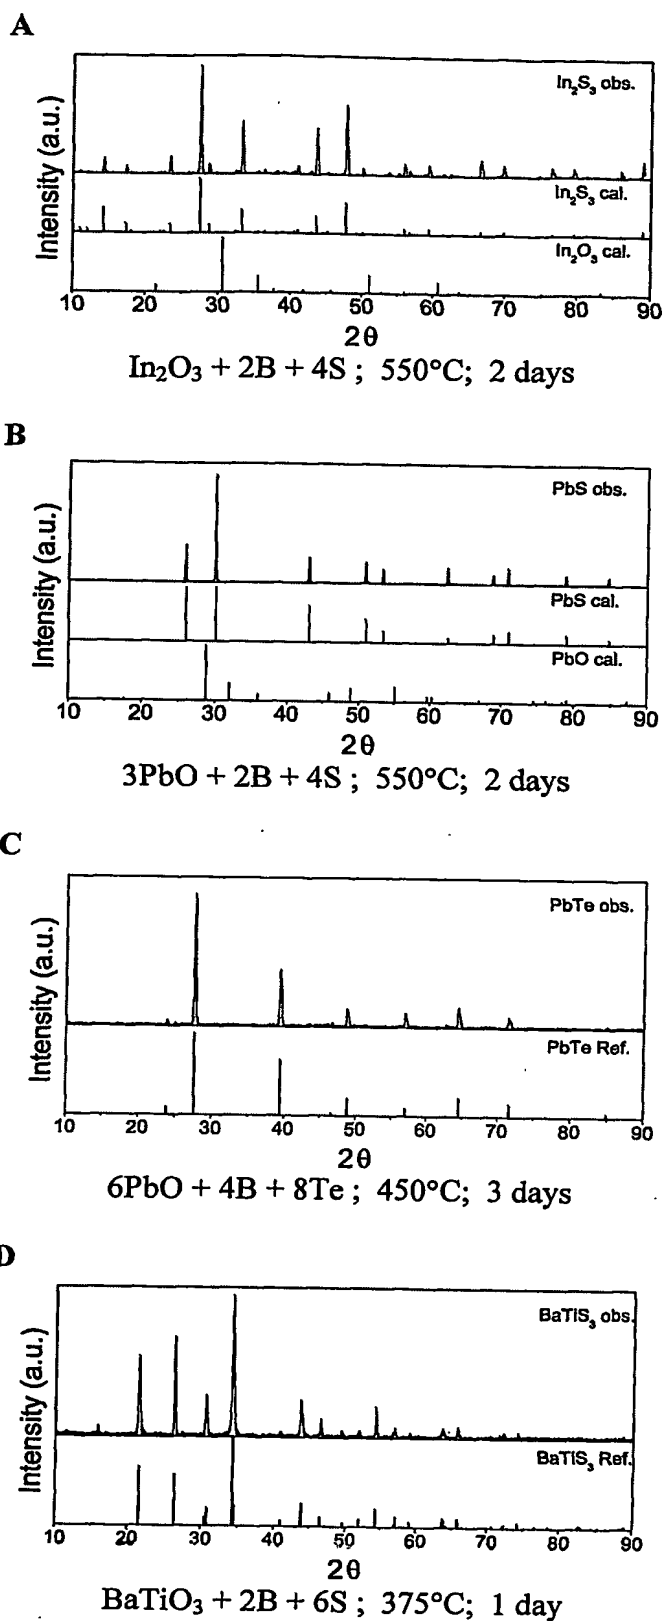 A
In₂S₃ obs.
In₂S₃ cal.
In₂O₃ cal.
Intensity (a.u.)
10 20 30 40 50 60 70 80 90
2θ
In₂O₃ + 2B + 4S ; 550°C; 2 days
B
PbS obs.
PbS cal.
PbO cal.
Intensity (a.u.)
10 20 30 40 50 60 70 80 90
2θ
3PbO + 2B + 4S ; 550°C; 2 days
C
PbTe obs.
PbTe Ref.
Intensity (a.u.)
10 20 30 40 50 60 70 80 90
2θ
6PbO + 4B + 8Te ; 450°C; 3 days
D
BaTiS₃ obs.
BaTiS₃ Ref.
Intensity (a.u.)
10 20 30 40 50 60 70 80 90
2θ
BaTiO₃ + 2B + 6S ; 375°C; 1 day